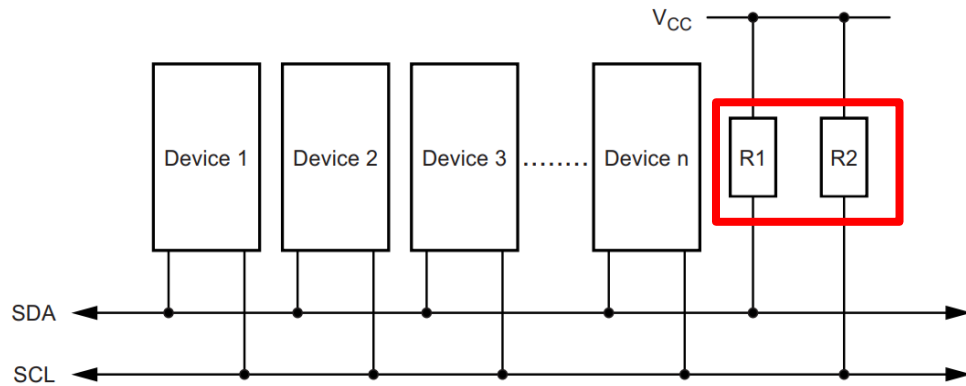 VCC
Device 1 Device 2 Device 3 ........ Device n R1 R2
SDA
SCL